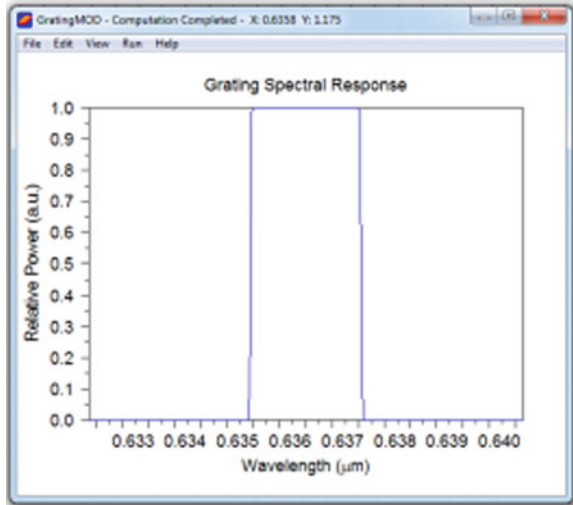 GratingMOD - Computation Completed - X: 0.6358 Y: 1.175
File Edit View Run Help
Grating Spectral Response
1.0
0.9
0.8
0.7
0.6
0.5
0.4
0.3
0.2
0.1
0.0
Relative Power (a.u.)
0.633 0.634 0.635 0.636 0.637 0.638 0.639 0.640
Wavelength (μm)